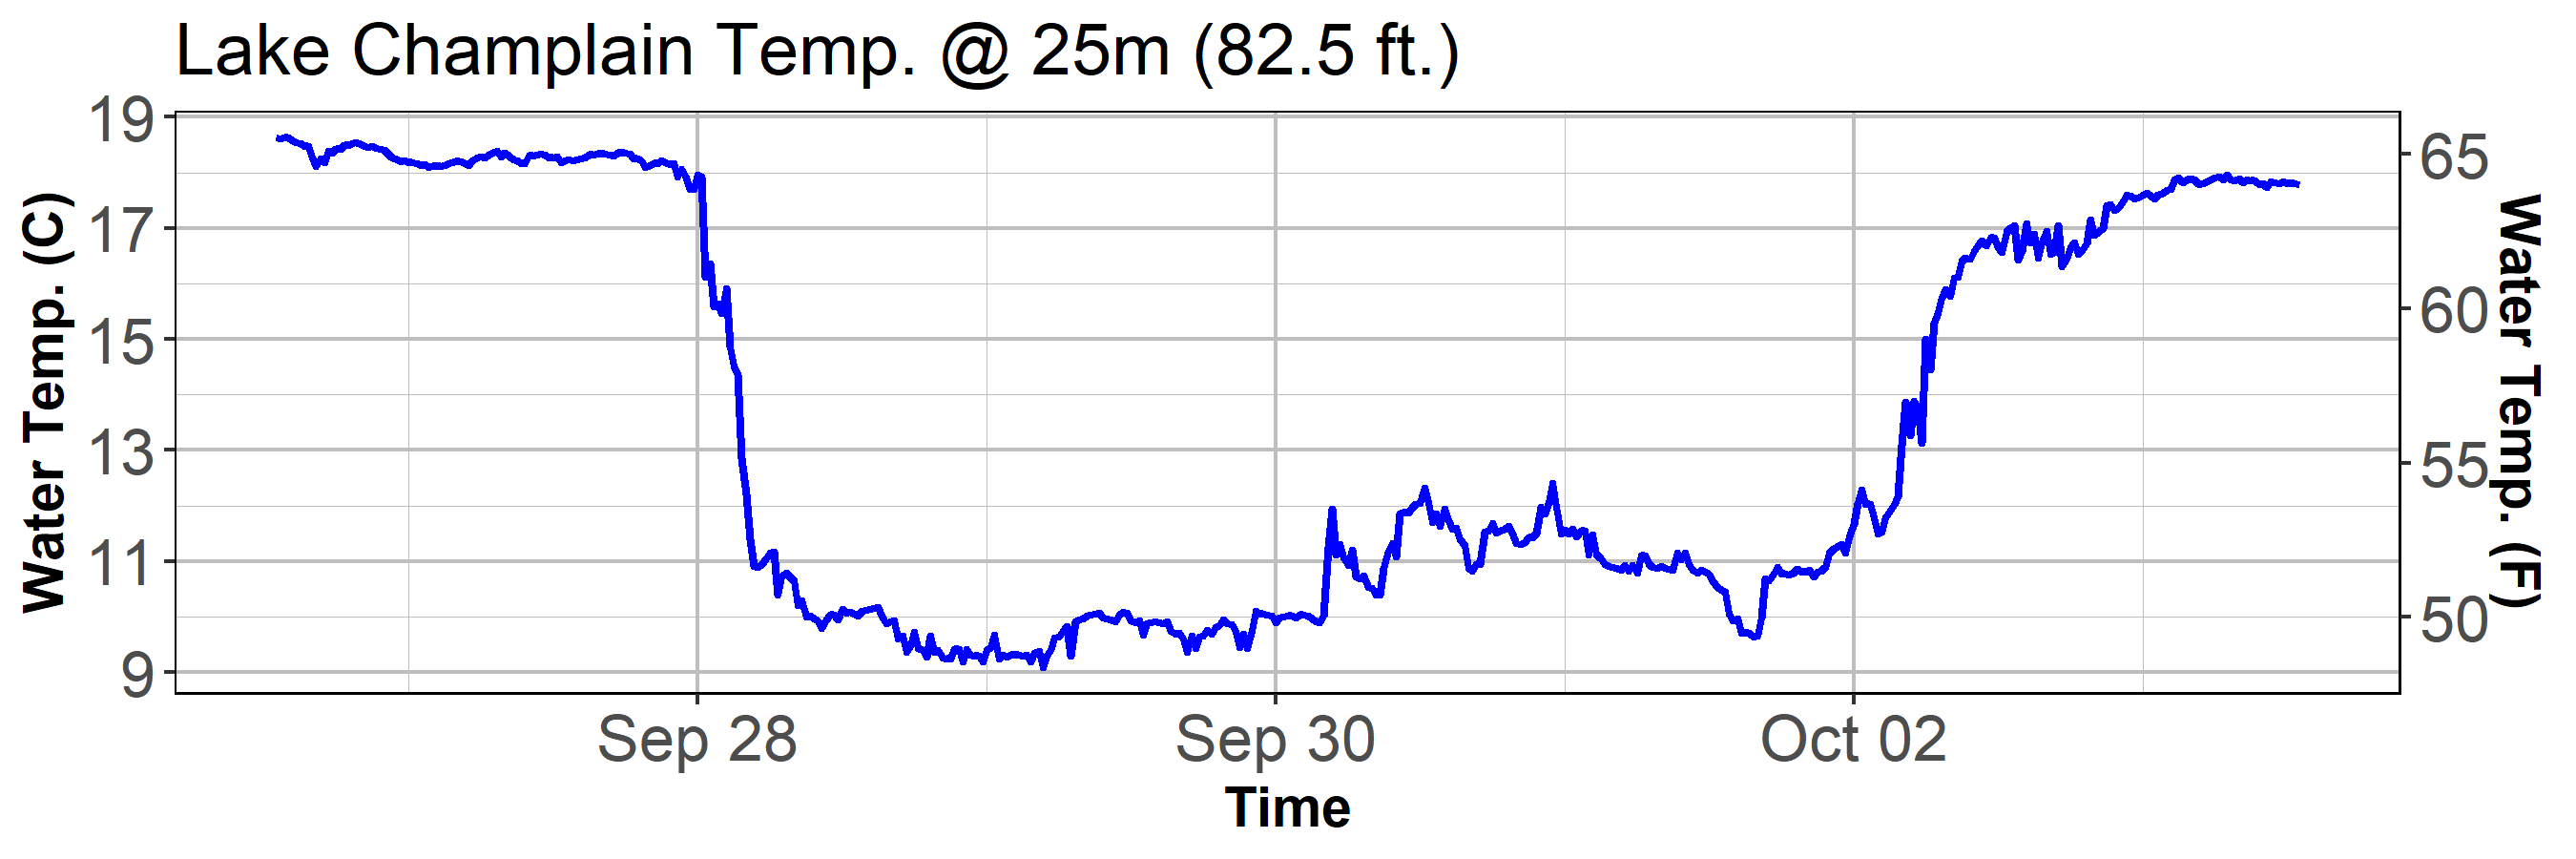 Lake Champlain Temp. @ 25m (82.5 ft.)
Water Temp. (C)
19
17
15
13
11
9
65
60
55
50
Water Temp. (F)
Sep 28
Sep 30
Oct 02
Time